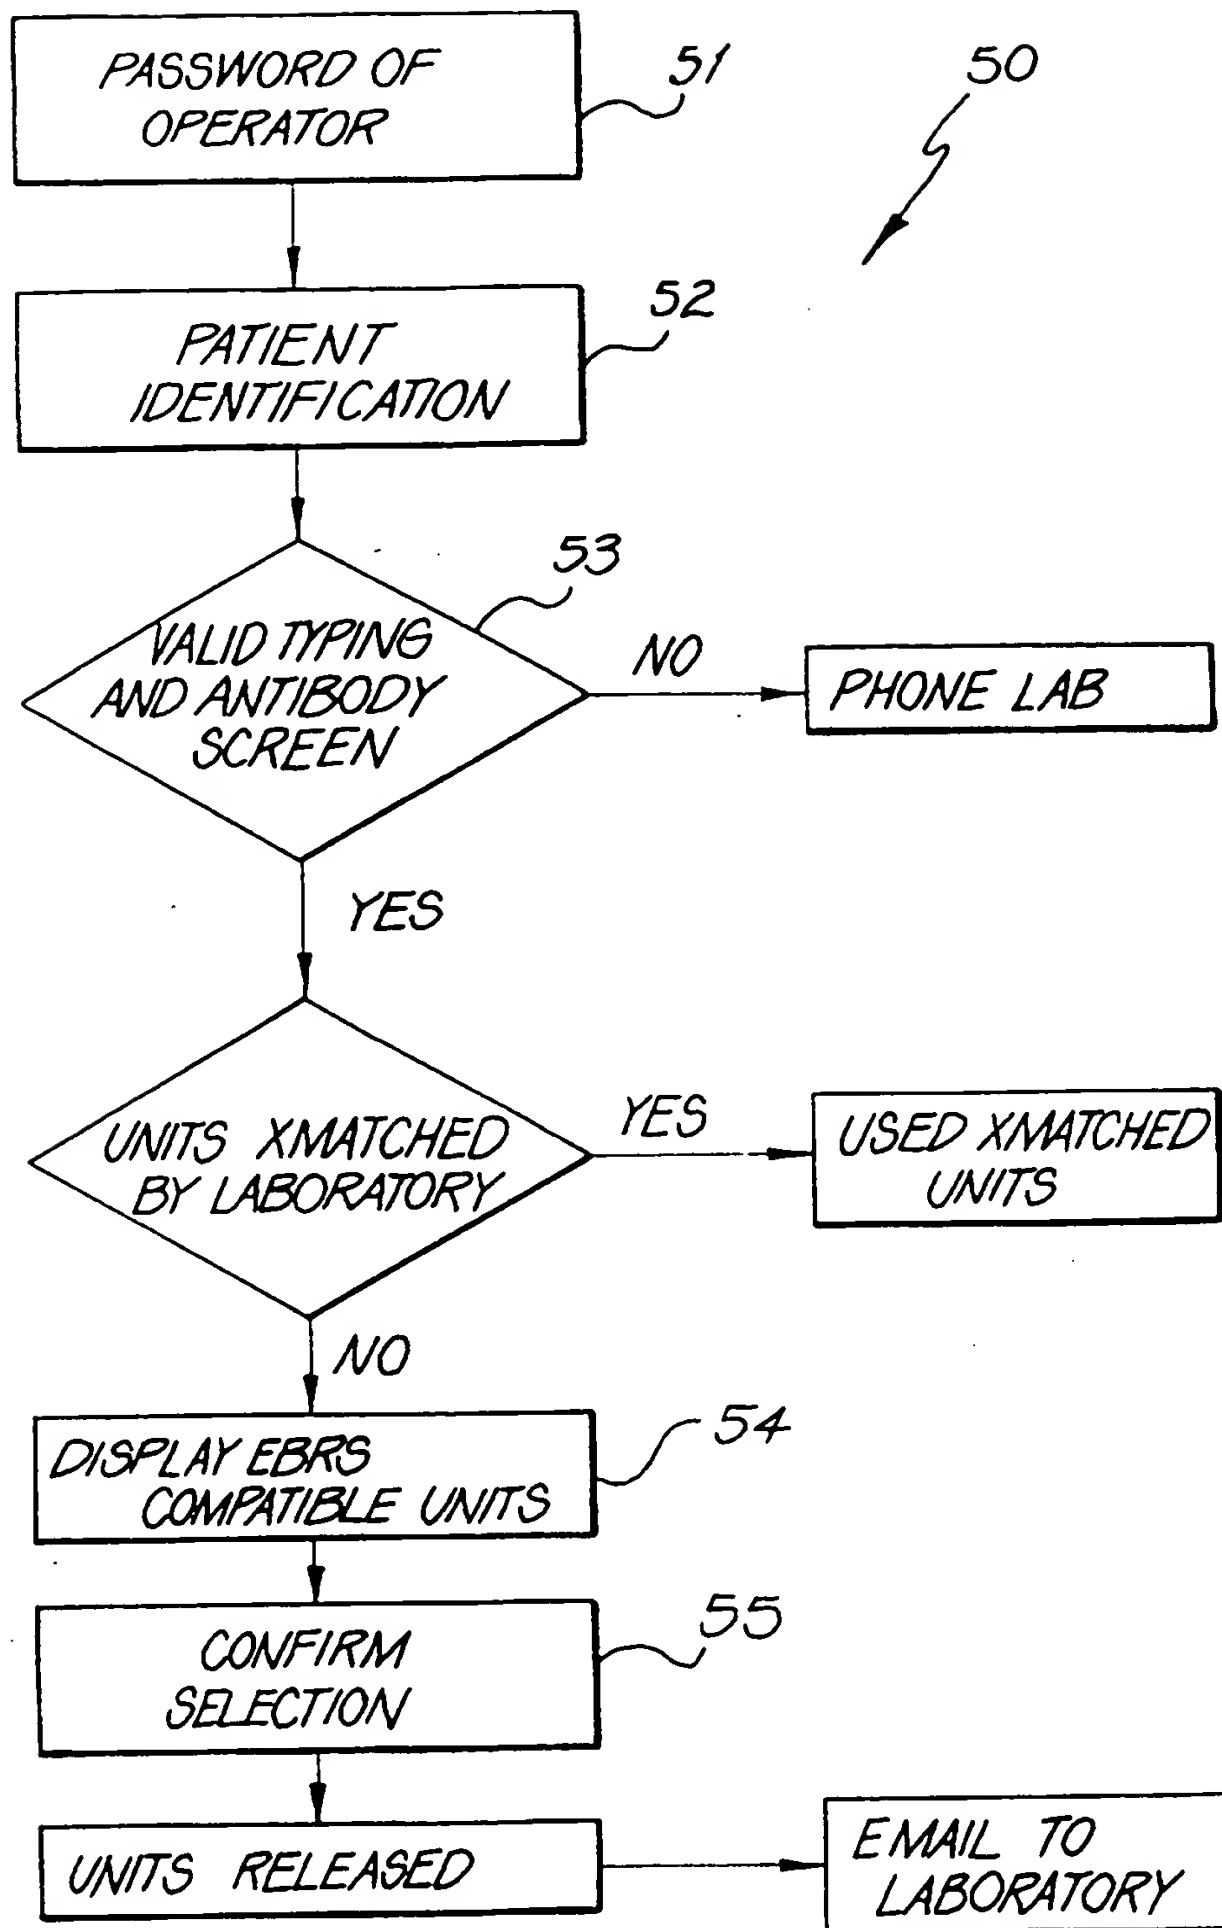 PASSWORD OF
OPERATOR
51
50
PATIENT
IDENTIFICATION
52
VALID TYPING
AND ANTIBODY
SCREEN
53
NO
PHONE LAB
YES
UNITS XMATCHED
BY LABORATORY
YES
USED XMATCHED
UNITS
NO
DISPLAY EBRS
COMPATIBLE UNITS
54
CONFIRM
SELECTION
55
UNITS RELEASED
EMAIL TO
LABORATORY